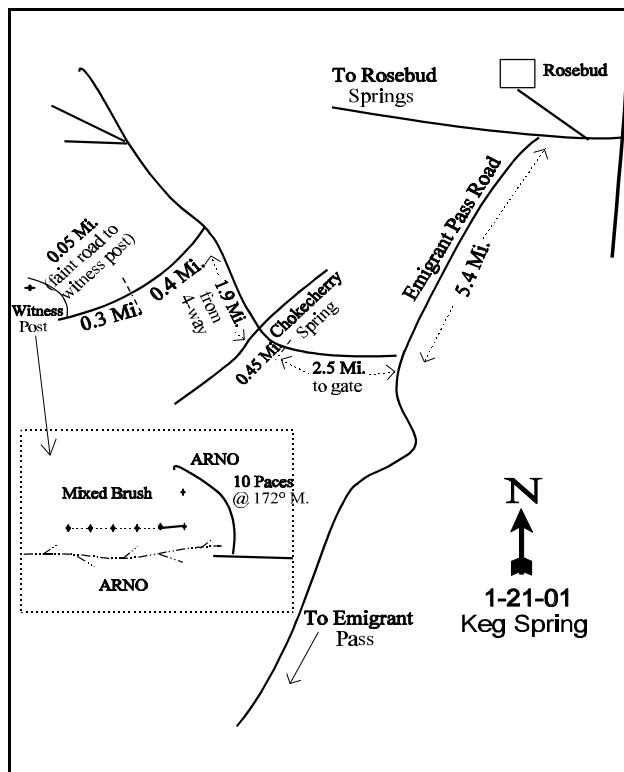 To Rosebud
Springs
Rosebud
Emigrant Pass Road
5.4 Mi.
0.05 Mi.
(faint road to
witness post)
Witness
Post
0.3 Mi.
0.4 Mi.
1.9 Mi.
from
4-way
Chokecherry
Spring
0.45 Mi.
2.5 Mi.
to gate
ARNO
Mixed Brush
10 Paces
@ 172° M.
ARNO
To Emigrant
Pass
N
1-21-01
Keg Spring